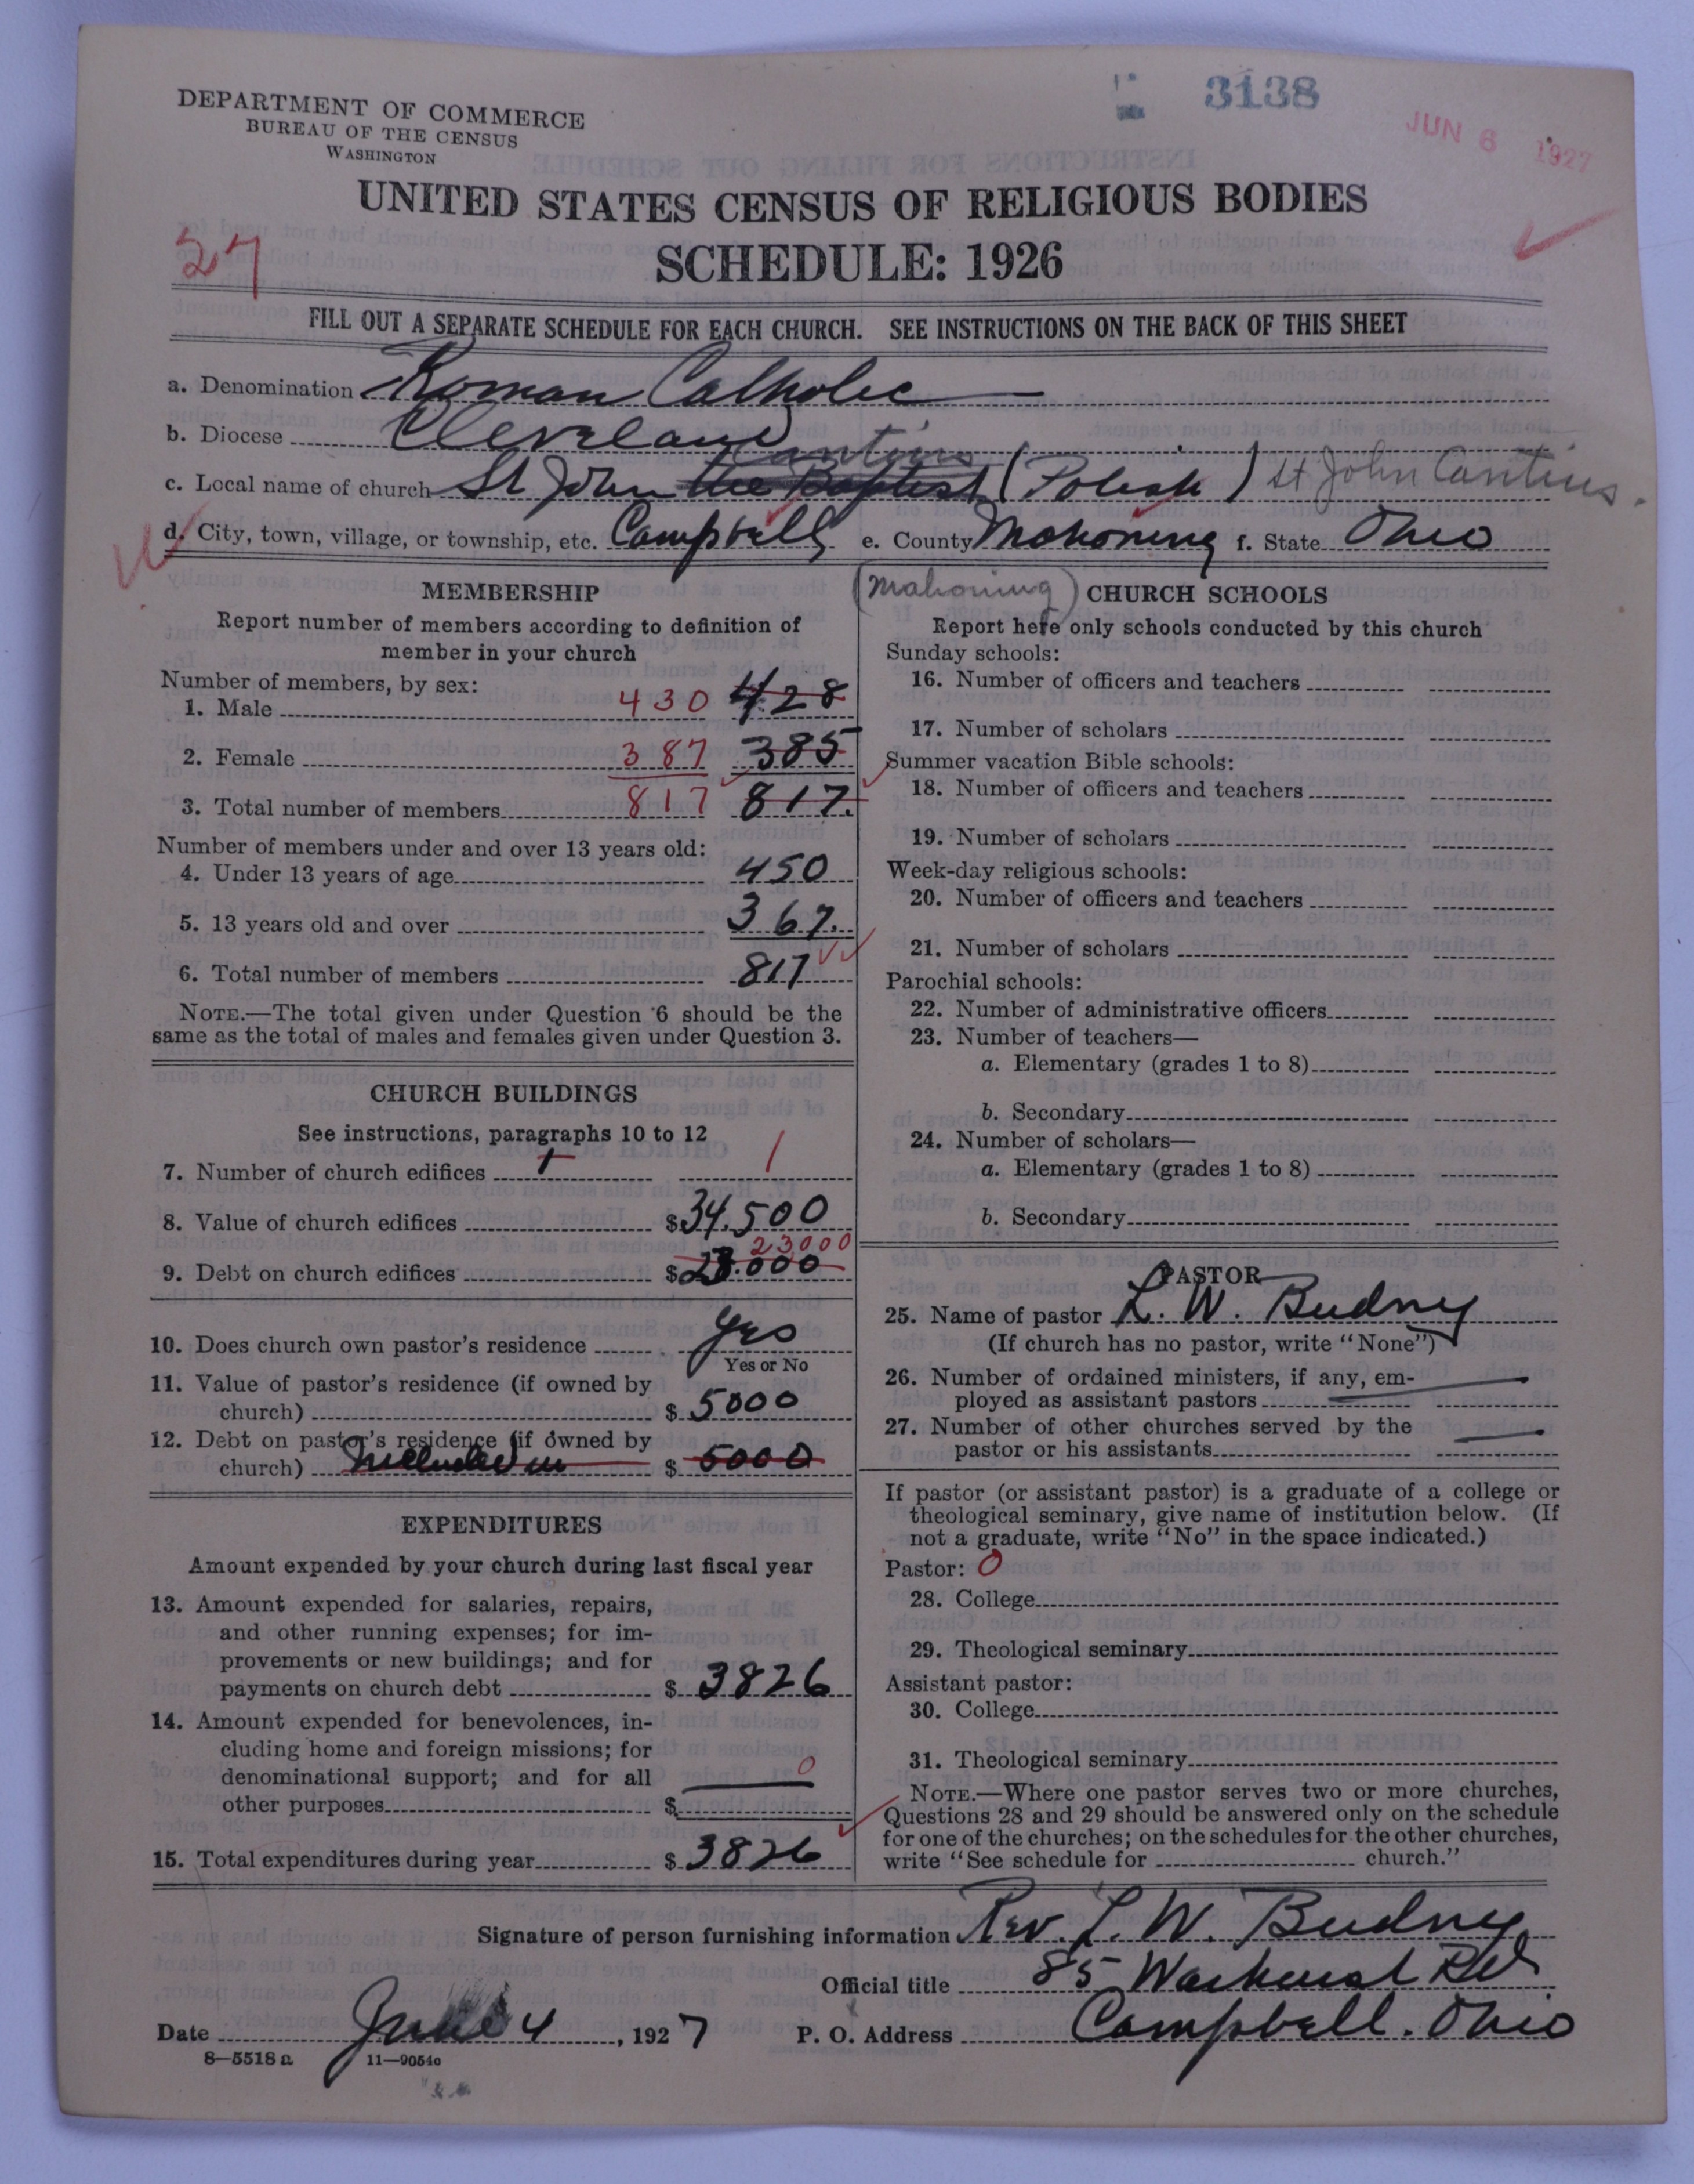 3138
JUN 6 1927
DEPARTMENT OF COMMERCE
BUREAU OF THE CENSUS
WASHINGTON
UNITED STATES CENSUS OF RELIGIOUS BODIES
27
SCHEDULE: 1926
FILL OUT A SEPARATE SCHEDULE FOR EACH CHURCH. SEE INSTRUCTIONS ON THE BACK OF THIS SHEET
a. Denomination Roman Catholic
b. Diocese Cleveland
Cantius
c. Local name of church St John the Baptist (Polish) St John Cantius.
d. City, town, village, or township, etc. Campbell e. County Mohoning f. State Ohio
(Mahoning)
MEMBERSHIP
Report number of members according to definition of
member in your church
Number of members, by sex:
1. Male 430 428
2. Female 387 385
3. Total number of members 817 817.
Number of members under and over 13 years old:
4. Under 13 years of age 450
5. 13 years old and over 367.
6. Total number of members 817
NOTE.—The total given under Question 6 should be the
same as the total of males and females given under Question 3.
CHURCH BUILDINGS
See instructions, paragraphs 10 to 12
7. Number of church edifices 1 1
8. Value of church edifices $34.500
23000
9. Debt on church edifices $23.000
10. Does church own pastor's residence Yes
Yes or No
11. Value of pastor's residence (if owned by
church) $ 5000
12. Debt on pastor's residence (if owned by
church) Included in $ 5000
EXPENDITURES
Amount expended by your church during last fiscal year
13. Amount expended for salaries, repairs,
and other running expenses; for im-
provements or new buildings; and for
payments on church debt $ 3826
14. Amount expended for benevolences, in-
cluding home and foreign missions; for
denominational support; and for all 0
other purposes $
15. Total expenditures during year $ 3826
CHURCH SCHOOLS
Report here only schools conducted by this church
Sunday schools:
16. Number of officers and teachers
17. Number of scholars
Summer vacation Bible schools:
18. Number of officers and teachers
19. Number of scholars
Week-day religious schools:
20. Number of officers and teachers
21. Number of scholars
Parochial schools:
22. Number of administrative officers
23. Number of teachers—
a. Elementary (grades 1 to 8)
b. Secondary
24. Number of scholars—
a. Elementary (grades 1 to 8)
b. Secondary
PASTOR
25. Name of pastor L. W. Budny
(If church has no pastor, write "None")
26. Number of ordained ministers, if any, em-
ployed as assistant pastors
27. Number of other churches served by the
pastor or his assistants
If pastor (or assistant pastor) is a graduate of a college or
theological seminary, give name of institution below. (If
not a graduate, write "No" in the space indicated.)
Pastor: 0
28. College
29. Theological seminary
Assistant pastor:
30. College
31. Theological seminary
NOTE.—Where one pastor serves two or more churches,
Questions 28 and 29 should be answered only on the schedule
for one of the churches; on the schedules for the other churches,
write "See schedule for church."
Signature of person furnishing information Rev. L. W. Budny
Official title 85 Rd
Date June 4, 1927 P. O. Address Campbell. Ohio
8—5518 a 11—9054a